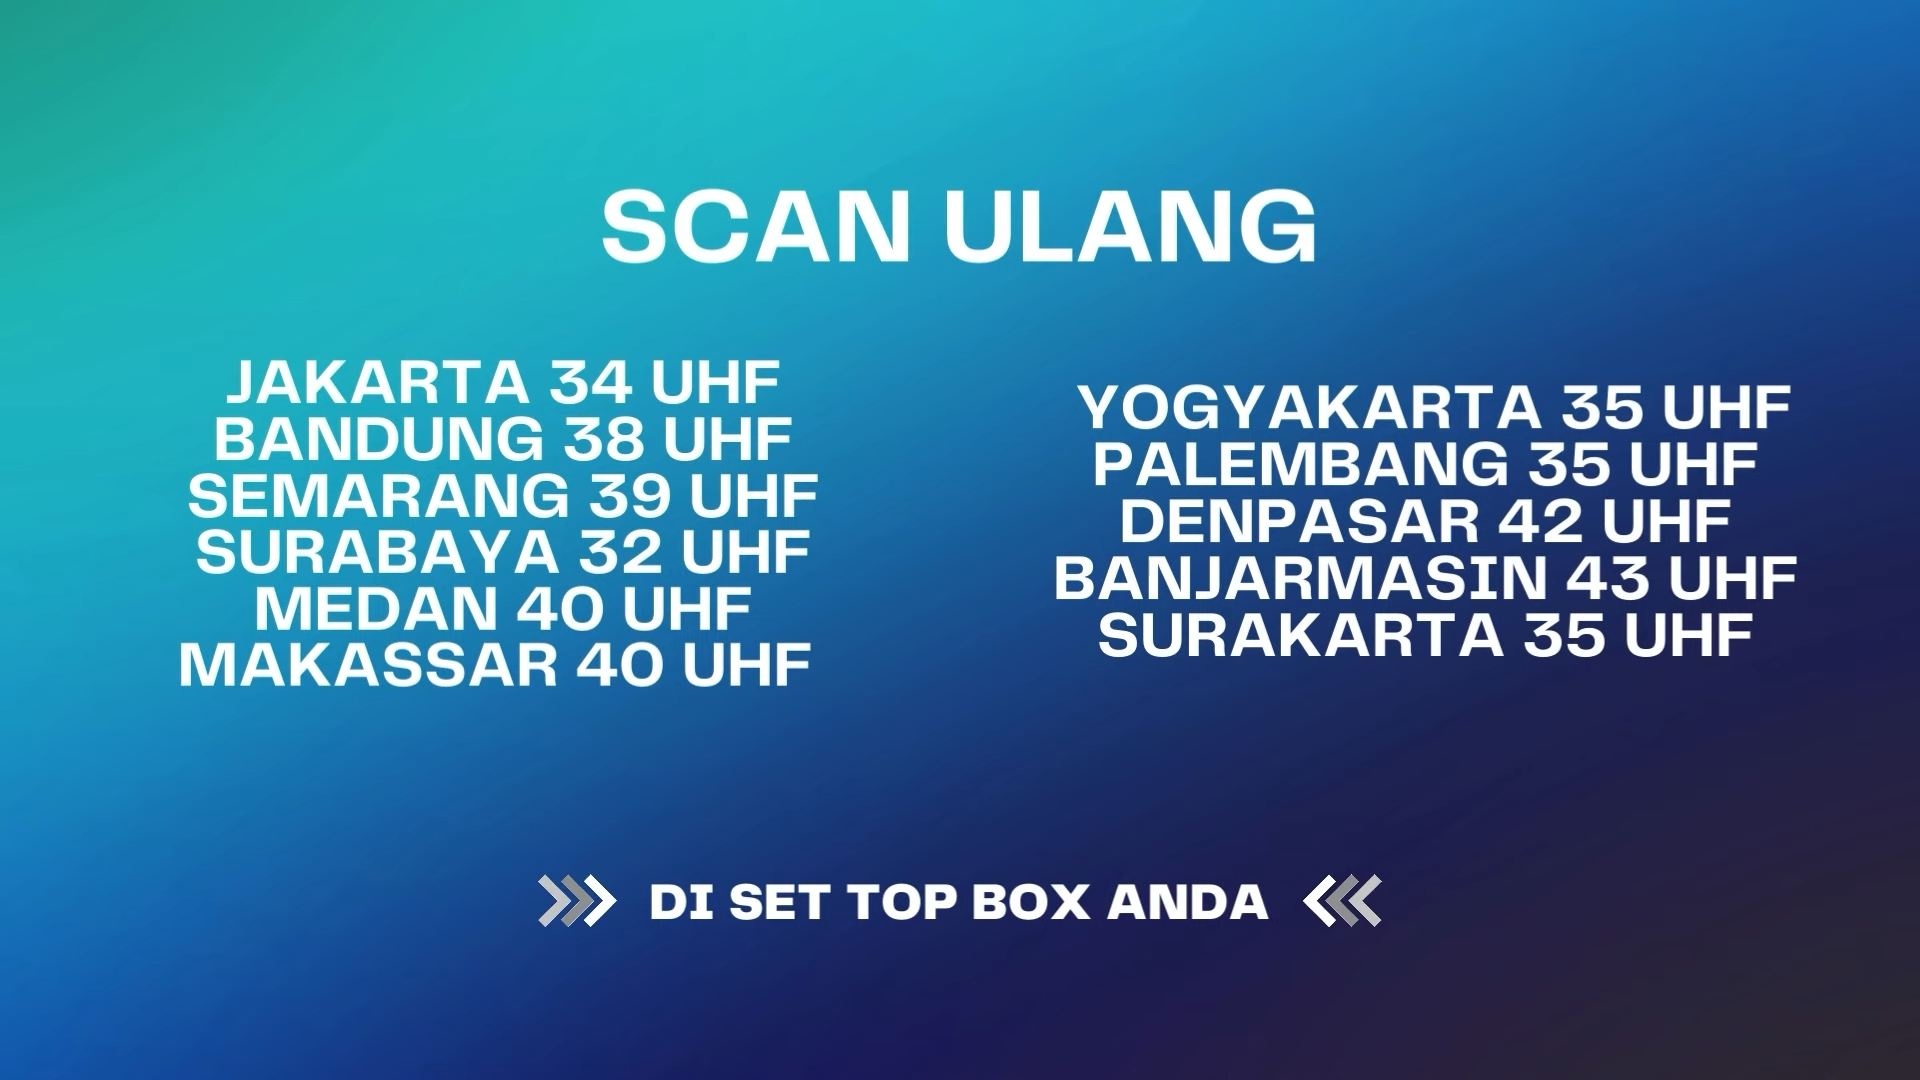 SCAN ULANG
JAKARTA 34 UHF
BANDUNG 38 UHF
SEMARANG 39 UHF
SURABAYA 32 UHF
MEDAN 40 UHF
MAKASSAR 40 UHF
YOGYAKARTA 35 UHF
PALEMBANG 35 UHF
DENPASAR 42 UHF
BANJARMASIN 43 UHF
SURAKARTA 35 UHF
DI SET TOP BOX ANDA